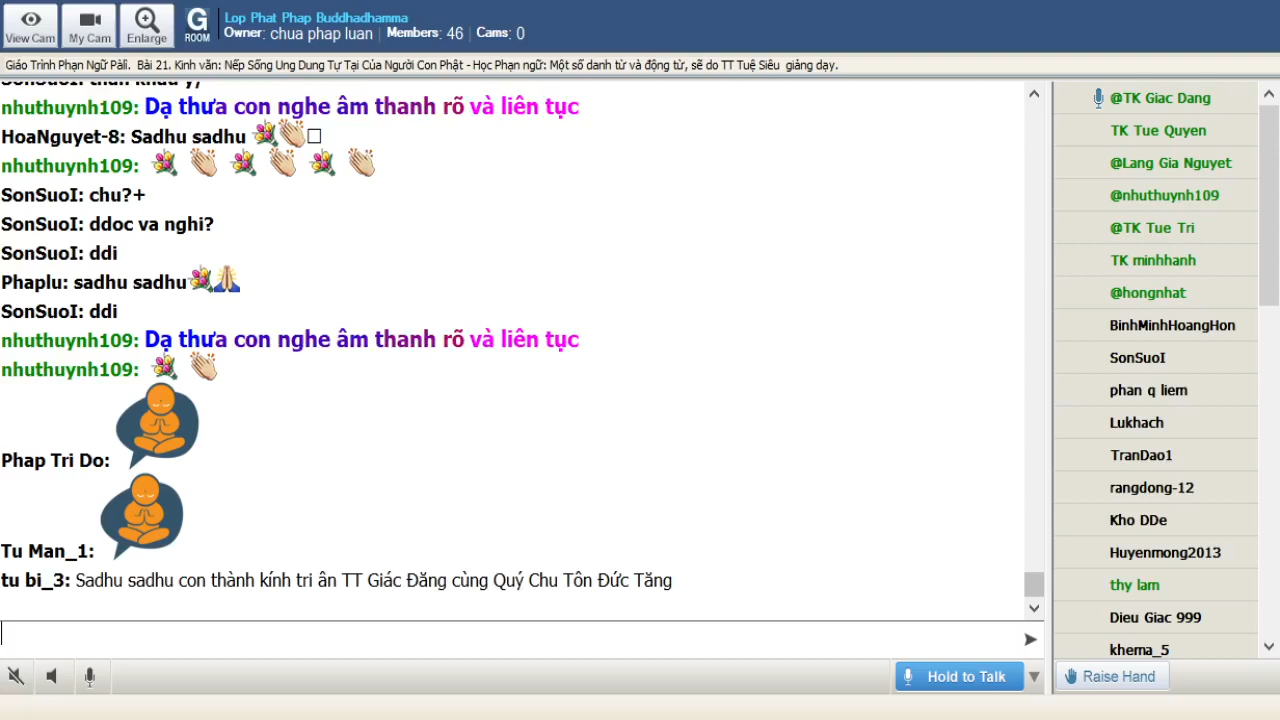 View Cam
My Cam
Enlarge
G ROOM
Lop Phat Phap Buddhadhamma
Owner: chua phap luan Members: 46 Cams: 0
Giáo Trình Phạn Ngữ Pàli. Bài 21. Kinh văn: Nếp Sống Ung Dung Tự Tại Của Người Con Phật - Học Phạn ngữ: Một số danh từ và động từ, sẽ do TT Tuệ Siêu giảng dạy.
nhuthuynh109: Dạ thưa con nghe âm thanh rõ và liên tục
HoaNguyet-8: Sadhu sadhu
nhuthuynh109:
SonSuoI: chu?+
SonSuoI: ddoc va nghi?
SonSuoI: ddi
Phaplu: sadhu sadhu
SonSuoI: ddi
nhuthuynh109: Dạ thưa con nghe âm thanh rõ và liên tục
nhuthuynh109:
Phap Tri Do:
Tu Man_1:
tu bi_3: Sadhu sadhu con thành kính tri ân TT Giác Đăng cùng Quý Chu Tôn Đức Tăng
Hold to Talk
@TK Giac Dang
TK Tue Quyen
@Lang Gia Nguyet
@nhuthuynh109
@TK Tue Tri
TK minhhanh
@hongnhat
BinhMinhHoangHon
SonSuoI
phan q liem
Lukhach
TranDao1
rangdong-12
Kho DDe
Huyenmong2013
thy lam
Dieu Giac 999
khema_5
Raise Hand